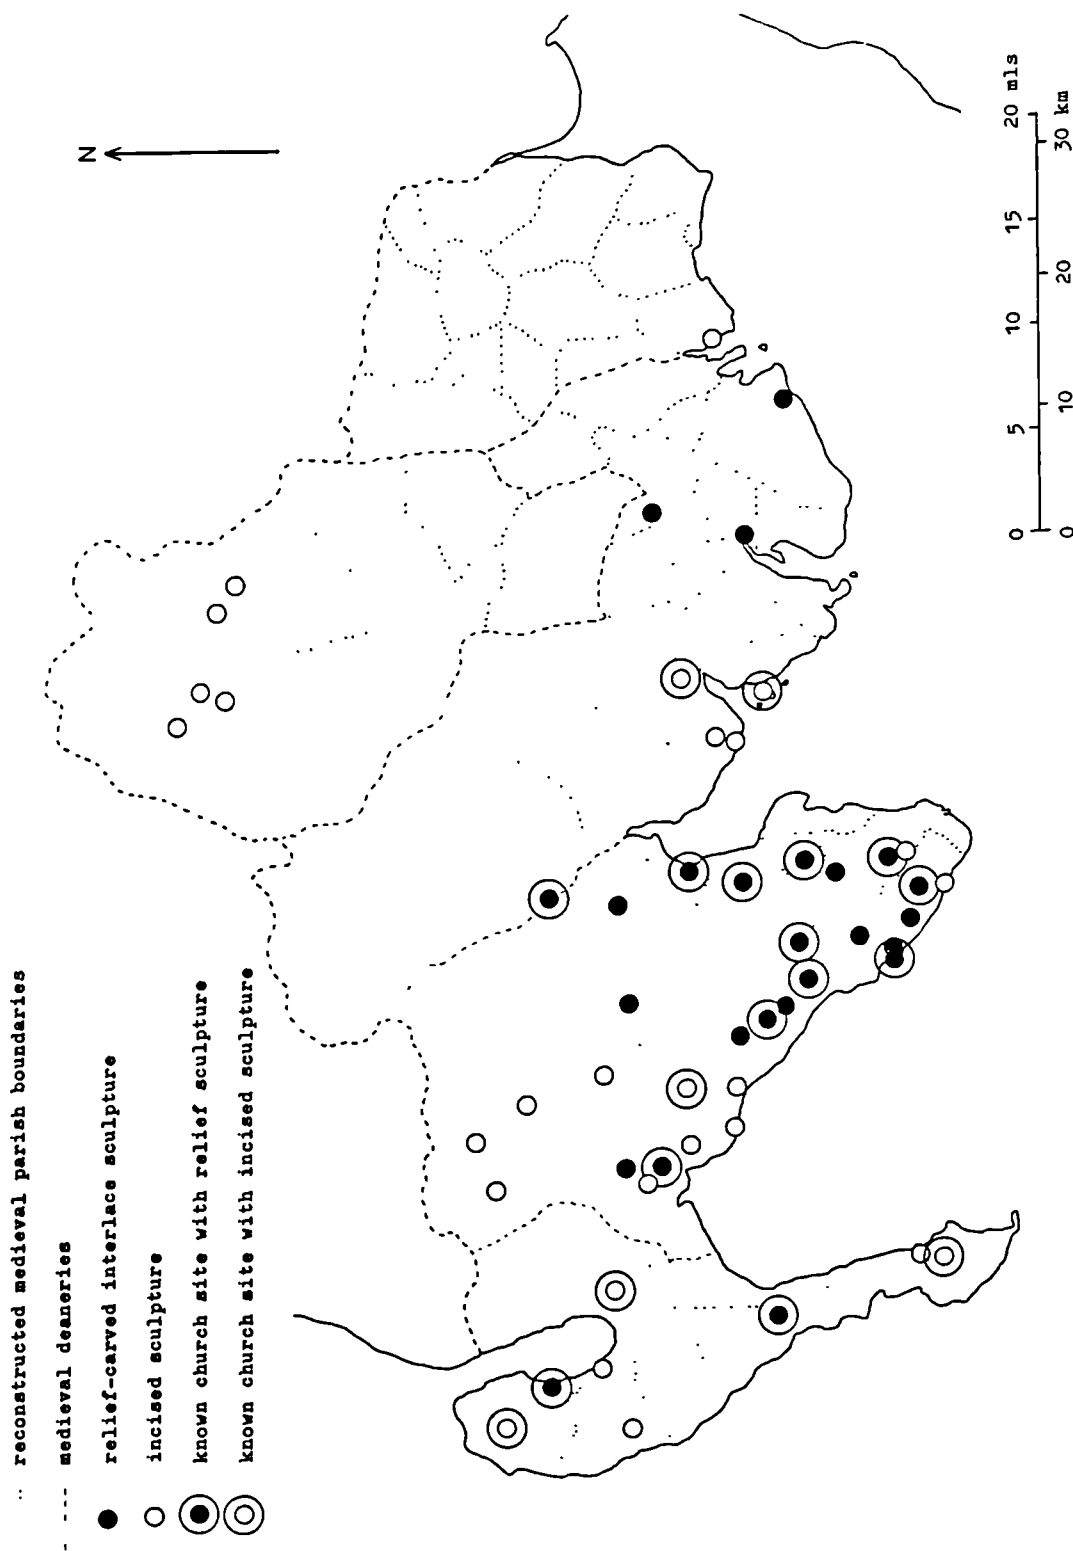 reconstructed medieval parish boundaries
medieval deaneries
relief-carved interlace sculpture
incised sculpture
known church site with relief sculpture
known church site with incised sculpture
N
0 5 10 15 20 mls
0 10 20 30 km